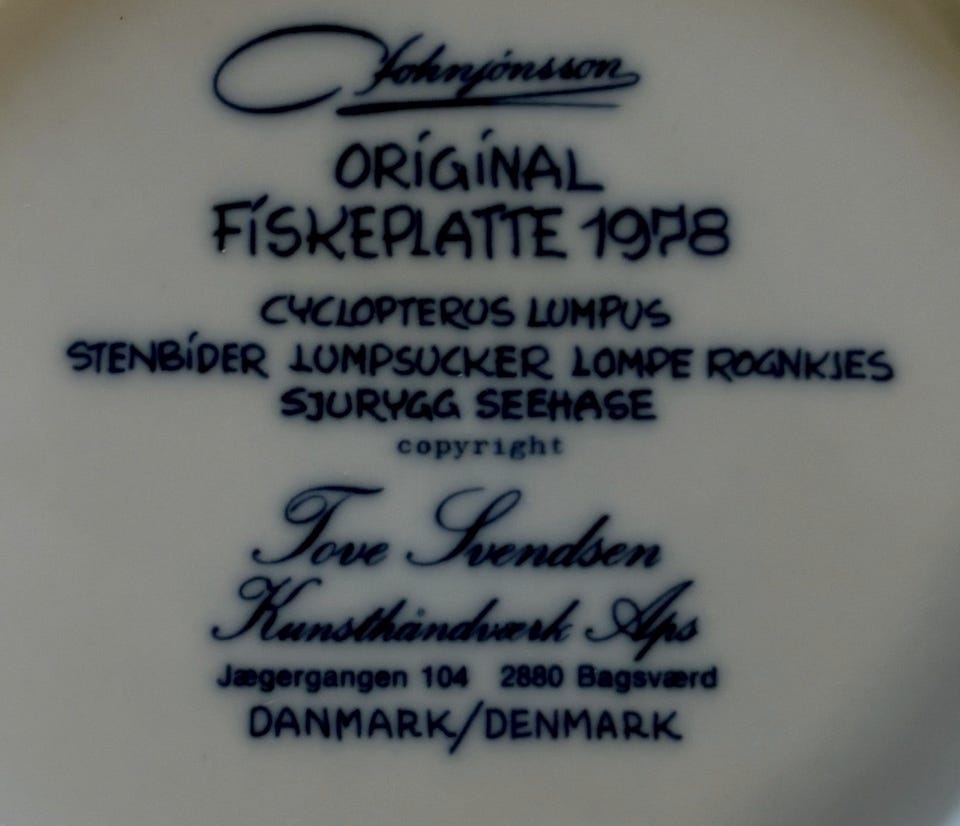 Johnjónsson
ORIGINAL
FISKEPLATTE 1978
CYCLOPTERUS LUMPUS
STENBIDER LUMPSUCKER LOMPE ROGNKJES
SJURYGG SEEHASE
copyright
Tove Svendsen
Kunsthåndværk Aps
Jægergangen 104 2880 Bagsværd
DANMARK/DENMARK